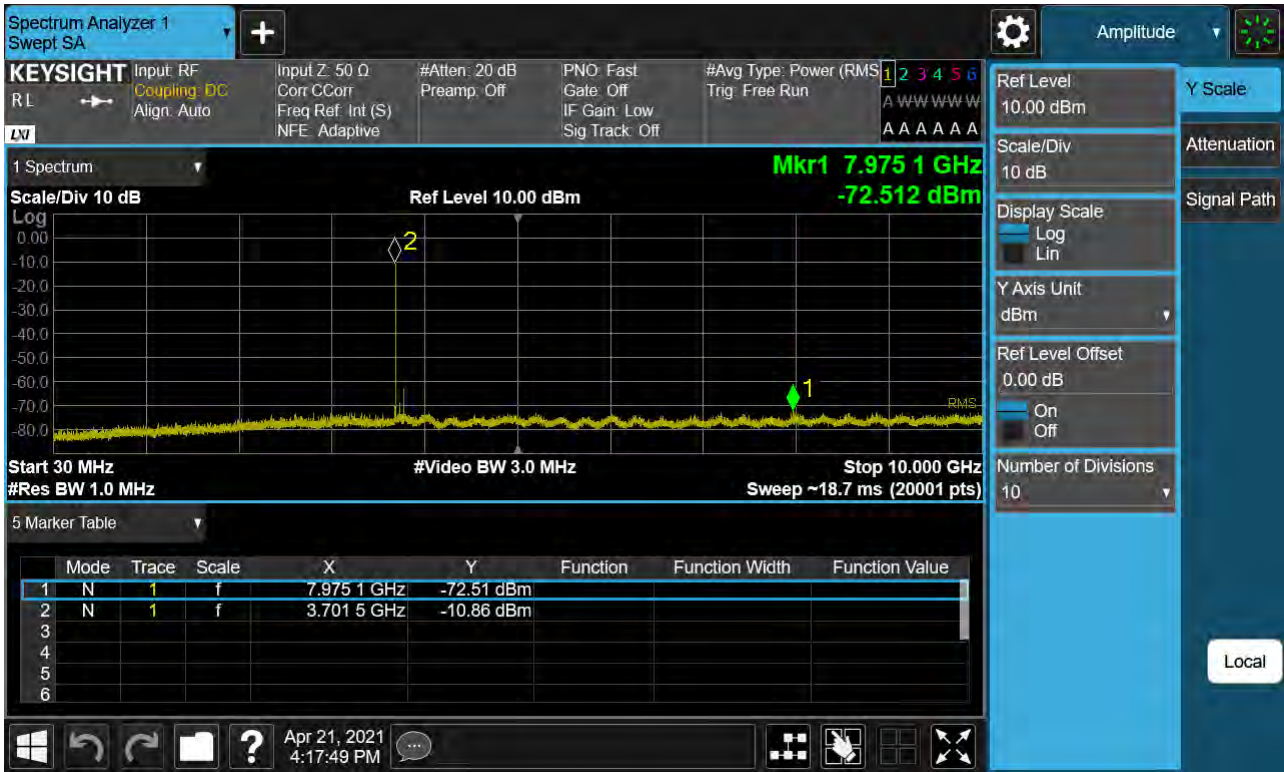 Spectrum Analyzer 1
Swept SA
+
Amplitude
KEYSIGHT
RL
LXI
Input: RF
Coupling: DC
Align: Auto
Input Z: 50 Ω
Corr CCorr
Freq Ref: Int (S)
NFE: Adaptive
#Atten: 20 dB
Preamp: Off
PNO: Fast
Gate: Off
IF Gain: Low
Sig Track: Off
#Avg Type: Power (RMS
Trig: Free Run
1 2 3 4 5 6
A W W W W W
A A A A A A
1 Spectrum
Mkr1 7.975 1 GHz
-72.512 dBm
Scale/Div 10 dB
Ref Level 10.00 dBm
Log
0.00
-10.0
-20.0
-30.0
-40.0
-50.0
-60.0
-70.0
-80.0
2
1
RMS
Start 30 MHz
#Video BW 3.0 MHz
Stop 10.000 GHz
#Res BW 1.0 MHz
Sweep ~18.7 ms (20001 pts)
5 Marker Table
Mode Trace Scale X Y Function Function Width Function Value
1 N 1 f 7.975 1 GHz -72.51 dBm
2 N 1 f 3.701 5 GHz -10.86 dBm
3
4
5
6
?
Apr 21, 2021
4:17:49 PM
Ref Level
10.00 dBm
Scale/Div
10 dB
Display Scale
Log
Lin
Y Axis Unit
dBm
Ref Level Offset
0.00 dB
On
Off
Number of Divisions
10
Y Scale
Attenuation
Signal Path
Local